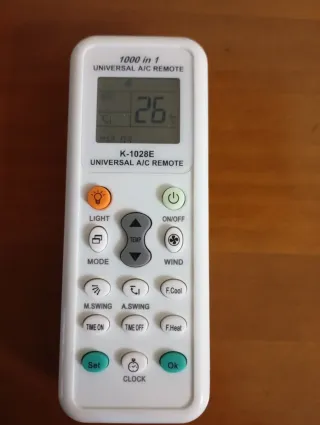 1000 in 1
UNIVERSAL A/C REMOTE
26
K-1028E
UNIVERSAL A/C REMOTE
LIGHT
ON/OFF
MODE
WIND
F.Cool
M.SWING
A.SWING
TIME ON
TIME OFF
F.Heat
Set
CLOCK
Ok